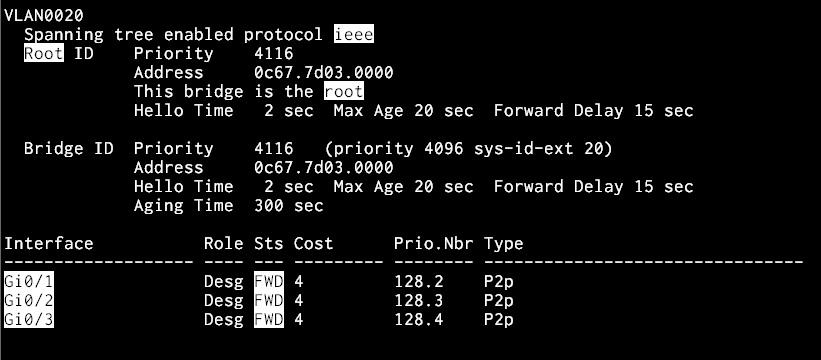 VLAN0020
  Spanning tree enabled protocol ieee
  Root ID    Priority    4116
             Address     0c67.7d03.0000
             This bridge is the root
             Hello Time   2 sec  Max Age 20 sec  Forward Delay 15 sec

  Bridge ID  Priority    4116   (priority 4096 sys-id-ext 20)
             Address     0c67.7d03.0000
             Hello Time   2 sec  Max Age 20 sec  Forward Delay 15 sec
             Aging Time  300 sec

Interface           Role Sts Cost      Prio.Nbr Type
------------------- ---- --- --------- -------- --------------------------------
Gi0/1               Desg FWD 4         128.2    P2p
Gi0/2               Desg FWD 4         128.3    P2p
Gi0/3               Desg FWD 4         128.4    P2p